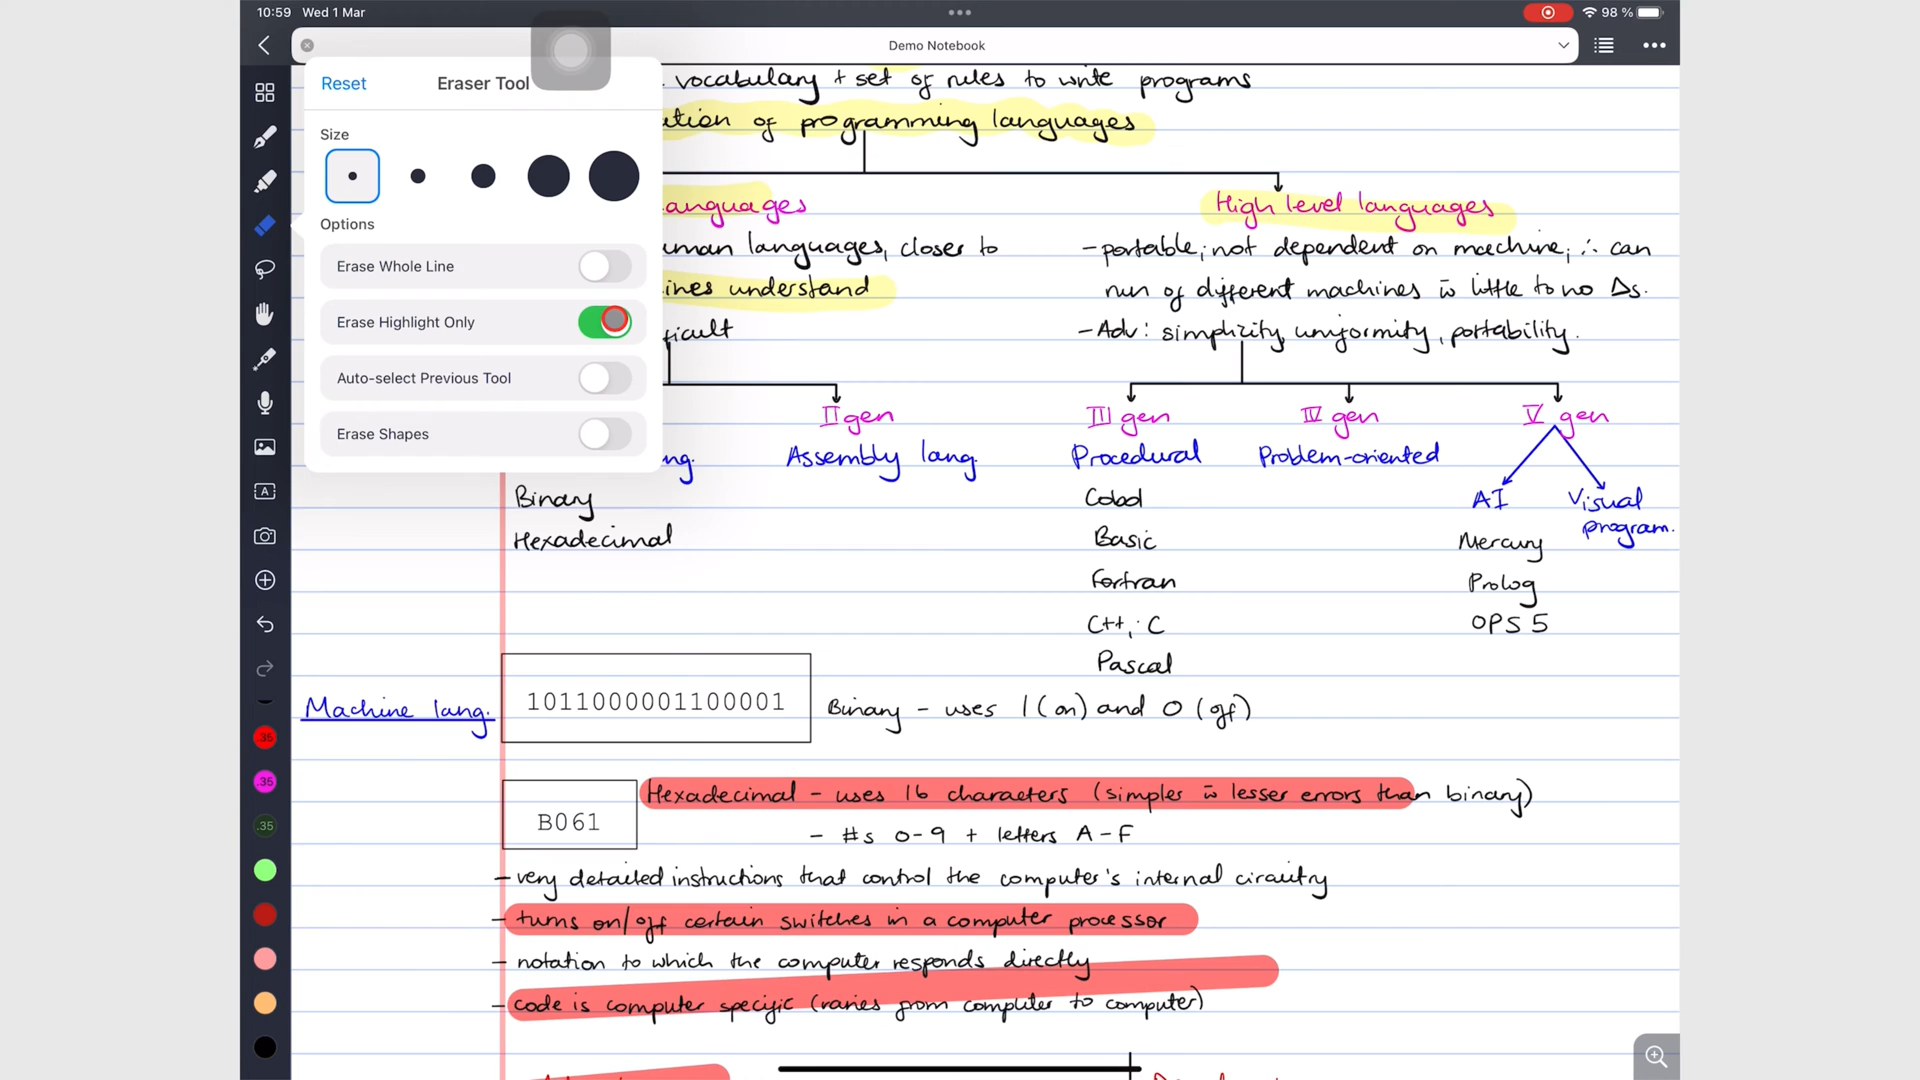 10:59 Wed 1 Mar
98 %
Demo Notebook
Reset
Eraser Tool
Size
Options
Erase Whole Line
Erase Highlight Only
Auto-select Previous Tool
Erase Shapes
vocabulary + set of rules to write programs
of programming languages
High level languages
languages, closer to
understand
- portable, not dependent on machine, ∴ can
run of different machines w̄ little to no Δs.
- Adv: simplicity, uniformity, portability.
II gen
III gen
IV gen
V gen
Assembly lang.
Procedural
Problem-oriented
AI
Visual
program.
Binary
Hexadecimal
Cobol
Basic
Fortran
C++, C
Pascal
Mercury
Prolog
OPS 5
Machine lang.
1011000001100001
Binary - uses 1 (on) and 0 (off)
B061
Hexadecimal - uses 16 characters (simpler w̄ lesser errors than binary)
- #s 0-9 + letters A-F
- very detailed instructions that control the computer's internal circuitry
- turns on/off certain switches in a computer processor
- notation to which the computer responds directly
- code is computer specific (varies from computer to computer)
.35
.35
.35